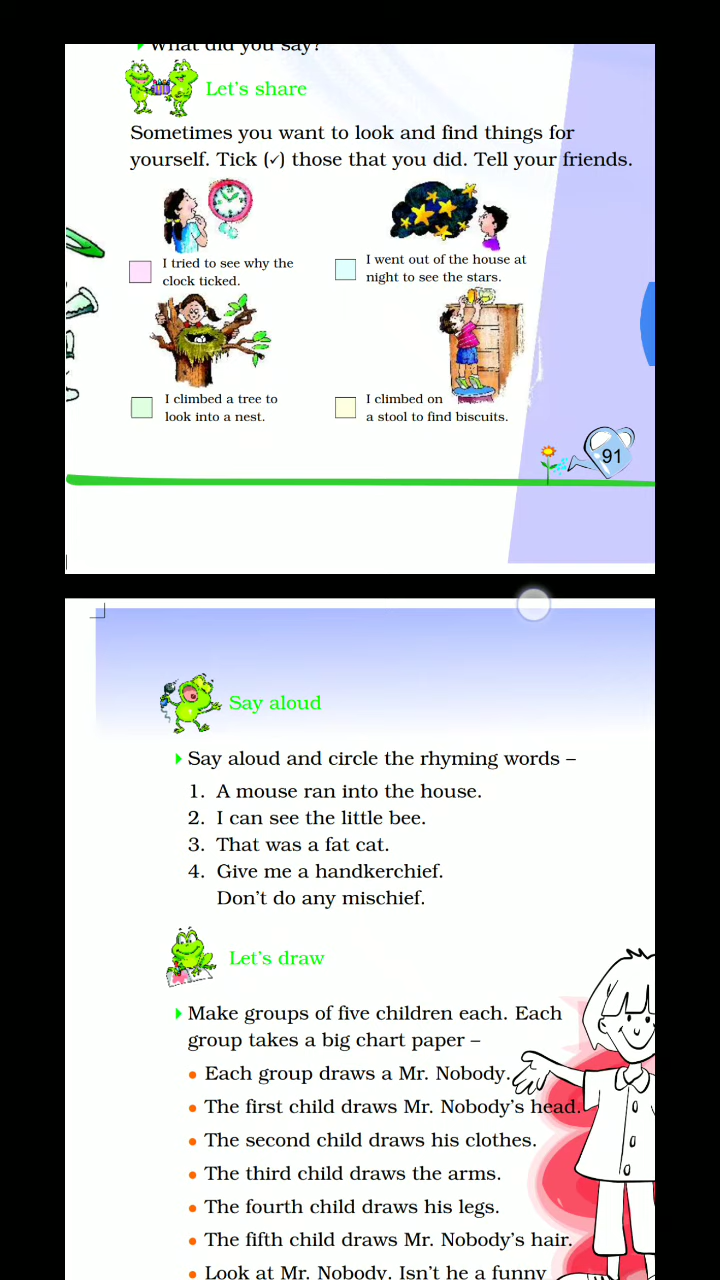 What did you say?
Let's share
Sometimes you want to look and find things for
yourself. Tick (✓) those that you did. Tell your friends.
I tried to see why the
clock ticked.
I went out of the house at
night to see the stars.
I climbed a tree to
look into a nest.
I climbed on
a stool to find biscuits.
91
Say aloud
Say aloud and circle the rhyming words –
1. A mouse ran into the house.
2. I can see the little bee.
3. That was a fat cat.
4. Give me a handkerchief.
Don't do any mischief.
Let's draw
Make groups of five children each. Each
group takes a big chart paper –
• Each group draws a Mr. Nobody.
• The first child draws Mr. Nobody's head.
• The second child draws his clothes.
• The third child draws the arms.
• The fourth child draws his legs.
• The fifth child draws Mr. Nobody's hair.
• Look at Mr. Nobody. Isn't he a funny